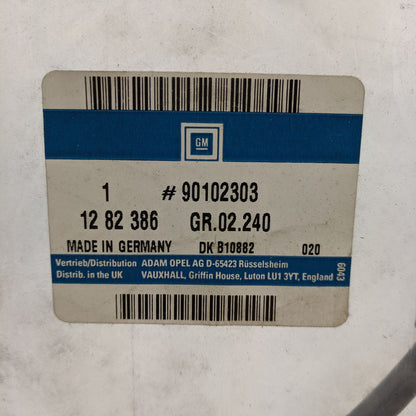 GM
1 # 90102303
12 82 386 GR.02.240
MADE IN GERMANY DK B10882 020
Vertrieb/Distribution ADAM OPEL AG D-65423 Rüsselsheim
Distrib. in the UK VAUXHALL, Griffin House, Luton LU1 3YT, England
6043